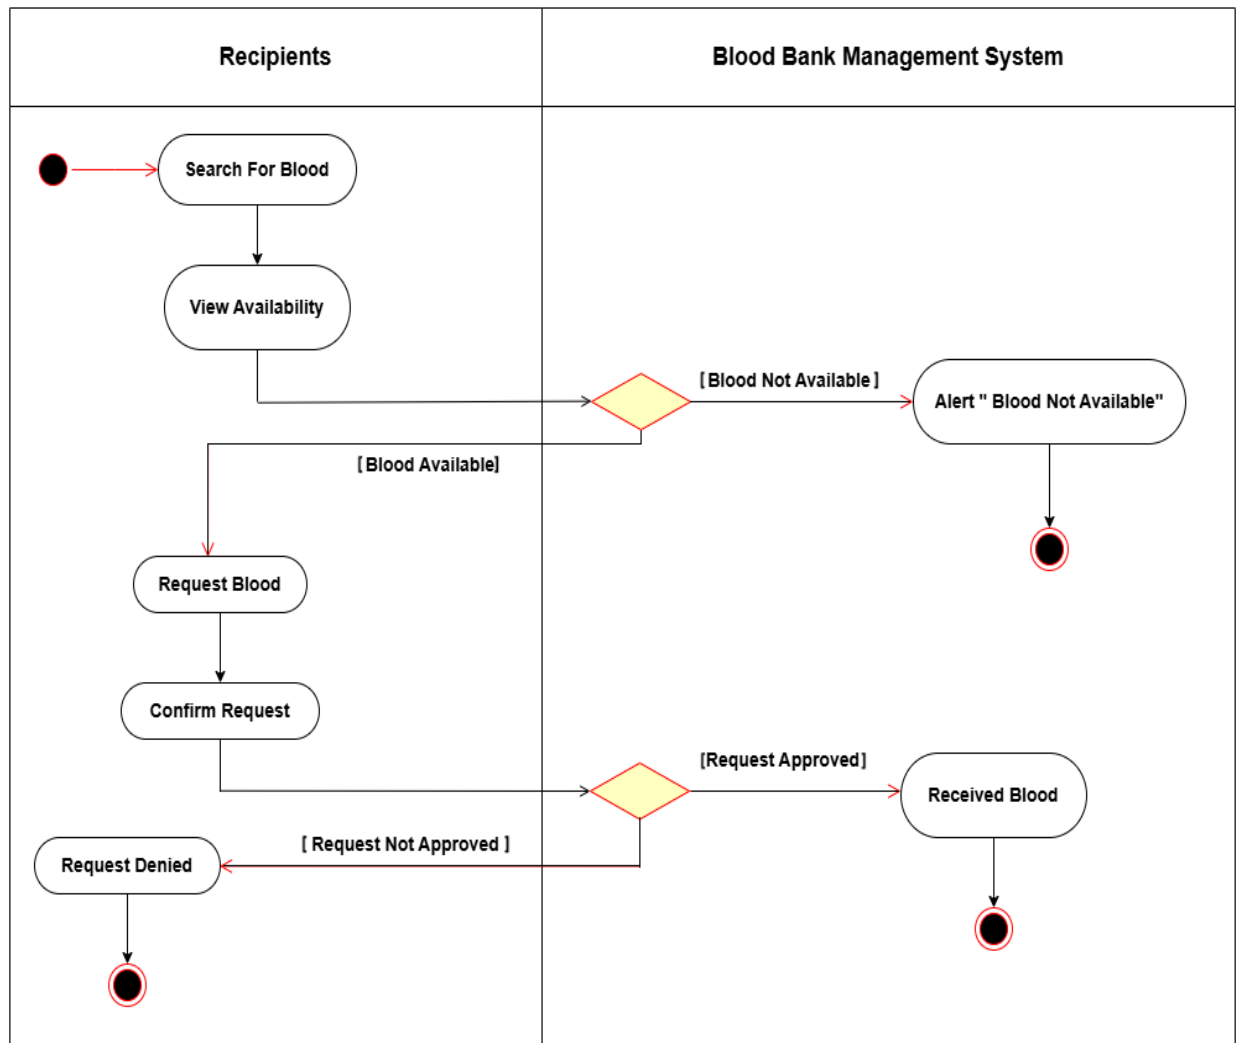 Recipients
Blood Bank Management System
Search For Blood
View Availability
[Blood Not Available ]
Alert " Blood Not Available"
[ Blood Available]
Request Blood
Confirm Request
[Request Approved]
Received Blood
[ Request Not Approved ]
Request Denied